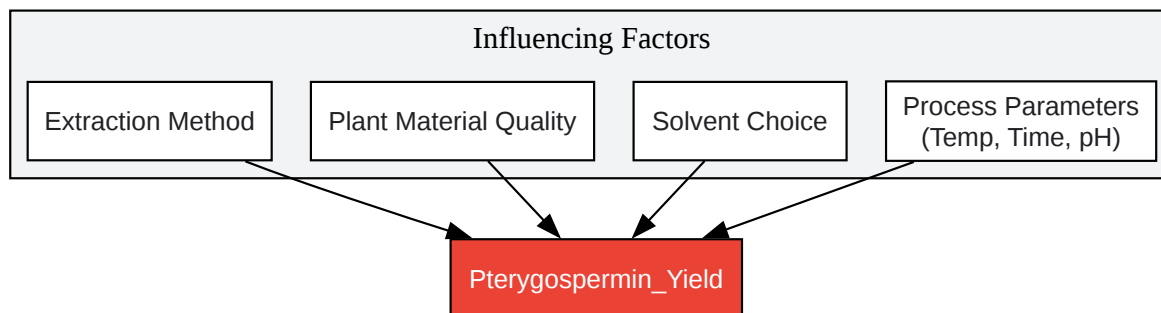 Influencing Factors
Extraction Method
Plant Material Quality
Solvent Choice
Process Parameters
(Temp, Time, pH)
Pterygospermin_Yield